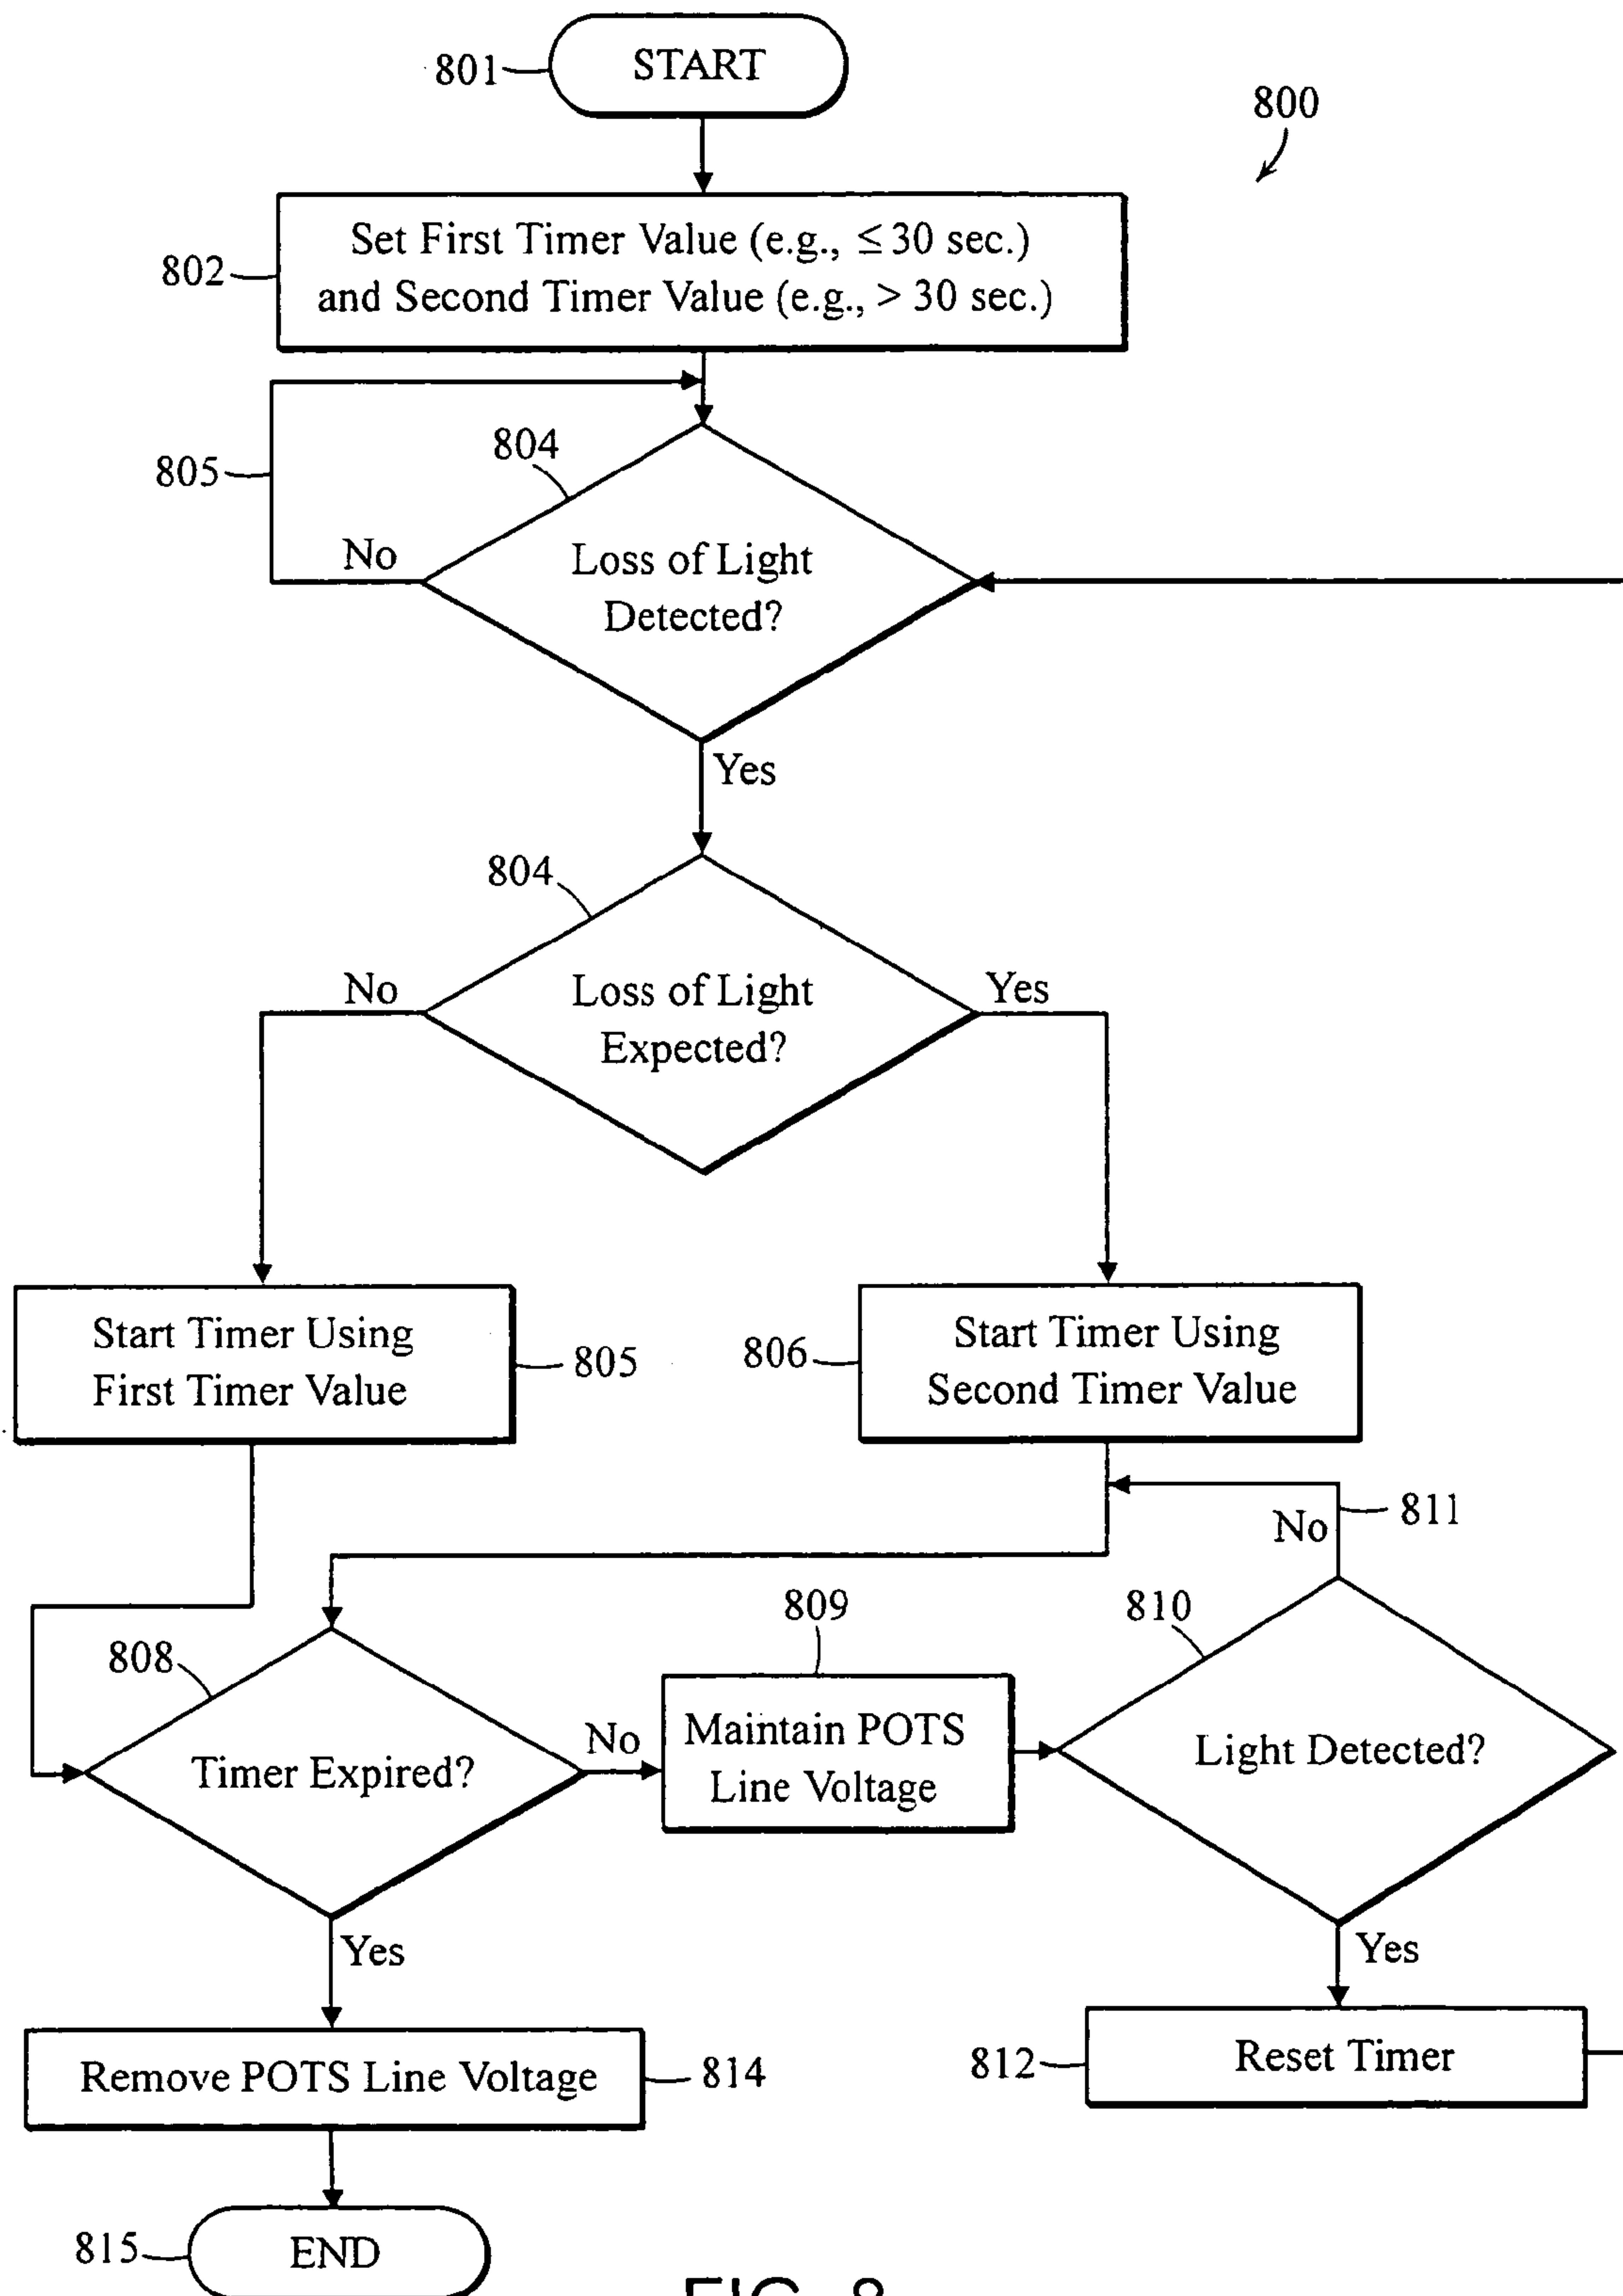 801
START
800
802
Set First Timer Value (e.g., ≤ 30 sec.)
and Second Timer Value (e.g., > 30 sec.)
804
805
No
Loss of Light
Detected?
Yes
804
No
Loss of Light
Expected?
Yes
Start Timer Using
First Timer Value
805
806
Start Timer Using
Second Timer Value
811
No
809
810
808
Timer Expired?
No
Maintain POTS
Line Voltage
Light Detected?
Yes
Yes
Remove POTS Line Voltage
814
812
Reset Timer
815
END
FIG. 8